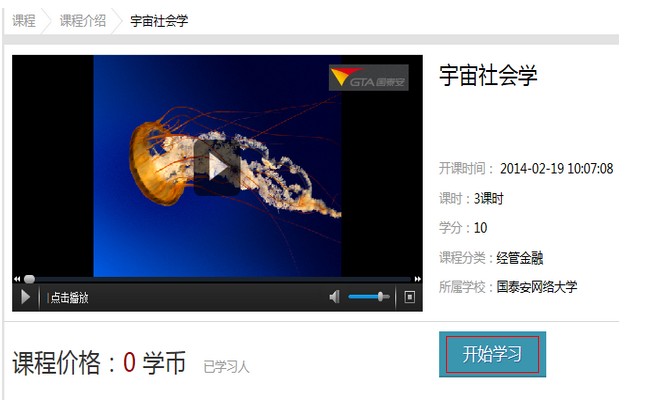 课程 课程介绍 宇宙社会学
GTA 国泰安
宇宙社会学
开课时间： 2014-02-19 10:07:08
课时：3课时
学分：10
课程分类：经管金融
所属学校：国泰安网络大学
点击播放
课程价格：0 学币 已学习人
开始学习